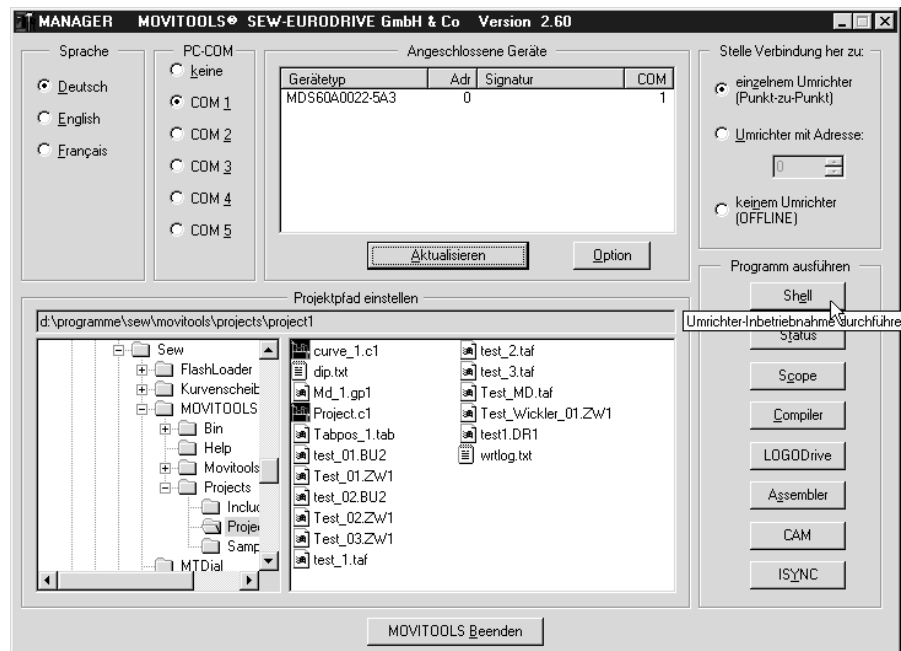 MANAGER MOVITOOLS® SEW-EURODRIVE GmbH & Co Version 2.60
Sprache
Deutsch
English
Français
PC-COM
keine
COM 1
COM 2
COM 3
COM 4
COM 5
Angeschlossene Geräte
Gerätetyp Adr Signatur COM
MDS60A0022-5A3 0 1
Aktualisieren
Option
Stelle Verbindung her zu:
einzelnem Umrichter
(Punkt-zu-Punkt)
Umrichter mit Adresse:
0
keinem Umrichter
(OFFLINE)
Projektpfad einstellen
d:\programme\sew\movitools\projects\project1
Sew
FlashLoader
Kurvenscheib
MOVITOOLS
Bin
Help
Movitools
Projects
Includ
Projec
Samp
MTDial
curve_1.c1
dip.txt
Md_1.gp1
Project.c1
Tabpos_1.tab
test_01.BU2
Test_01.ZW1
test_02.BU2
Test_02.ZW1
Test_03.ZW1
test_1.taf
test_2.taf
test_3.taf
Test_MD.taf
Test_Wickler_01.ZW1
test1.DR1
wrtlog.txt
Programm ausführen
Shell
Umrichter-Inbetriebnahme durchführe
Status
Scope
Compiler
LOGODrive
Assembler
CAM
ISYNC
MOVITOOLS Beenden